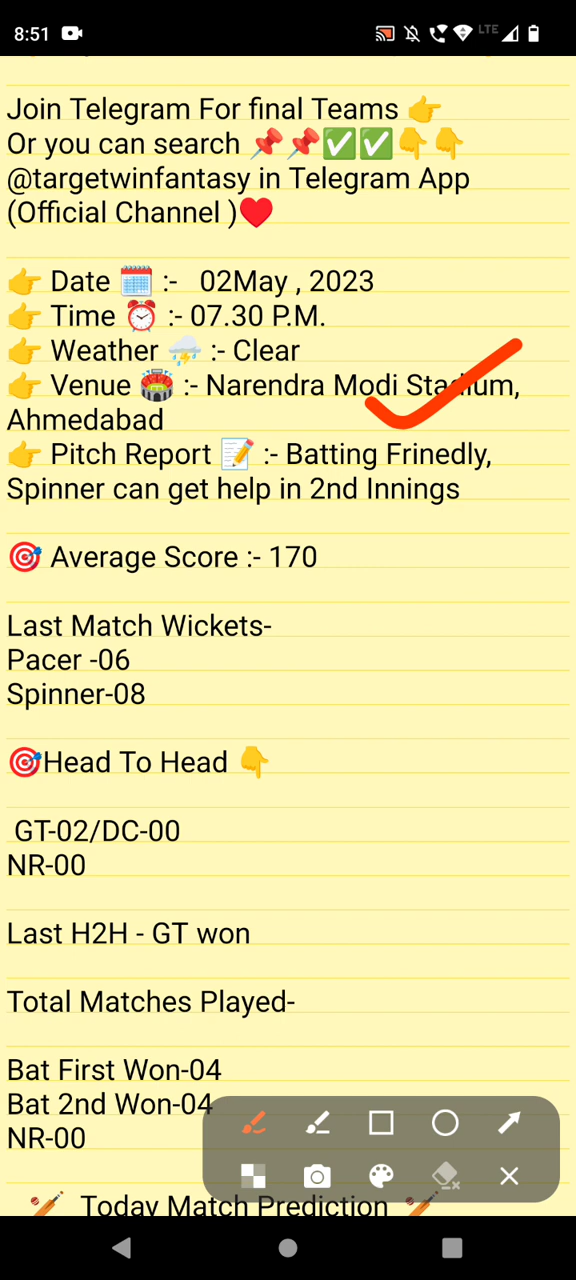 8:51 LTE
Join Telegram For final Teams 👉
Or you can search 📌📌✅✅👇👇
@targetwinfantasy in Telegram App
(Official Channel )♥️
👉 Date 🗓️ :- 02May , 2023
👉 Time ⏰ :- 07.30 P.M.
👉 Weather ⛈️ :- Clear
👉 Venue 🏟️ :- Narendra Modi Stadium,
Ahmedabad
👉 Pitch Report 📝 :- Batting Frinedly,
Spinner can get help in 2nd Innings
🎯 Average Score :- 170
Last Match Wickets-
Pacer -06
Spinner-08
🎯Head To Head 👇
GT-02/DC-00
NR-00
Last H2H - GT won
Total Matches Played-
Bat First Won-04
Bat 2nd Won-04
NR-00
🏏 Today Match Prediction 🏏